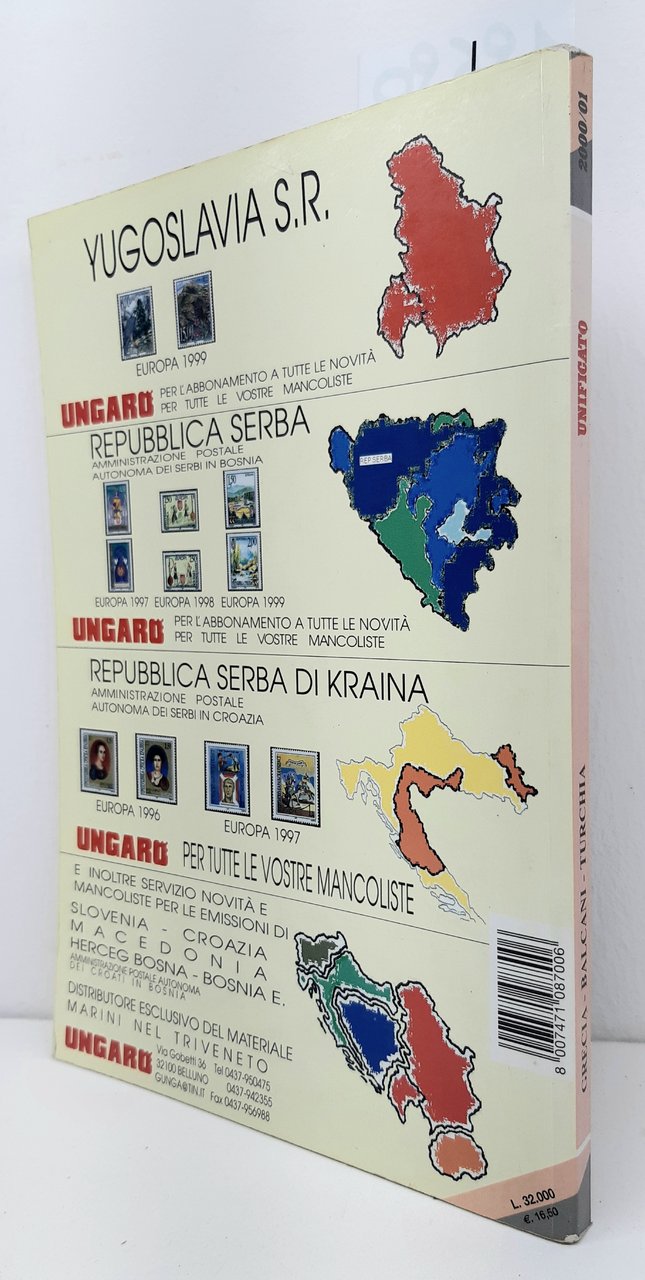 YUGOSLAVIA S.R.
EUROPA 1999
UNGARO
PER L'ABBONAMENTO A TUTTE LE NOVITÀ
PER TUTTE LE VOSTRE MANCOLISTE
REPUBBLICA SERBA
AMMINISTRAZIONE POSTALE
AUTONOMA DEI SERBI IN BOSNIA
REP.SERBA
EUROPA 1997 EUROPA 1998 EUROPA 1999
UNGARO
PER L'ABBONAMENTO A TUTTE LE NOVITÀ
PER TUTTE LE VOSTRE MANCOLISTE
REPUBBLICA SERBA DI KRAINA
AMMINISTRAZIONE POSTALE
AUTONOMA DEI SERBI IN CROAZIA
EUROPA 1996
EUROPA 1997
UNGARO
PER TUTTE LE VOSTRE MANCOLISTE
E INOLTRE SERVIZIO NOVITÀ E
MANCOLISTE PER LE EMISSIONI DI
SLOVENIA - CROAZIA
MACEDONIA
HERCEG BOSNA - BOSNIA E.
AMMINISTRAZIONE POSTALE AUTONOMA
DEI CROATI IN BOSNIA
DISTRIBUTORE ESCLUSIVO DEL MATERIALE
MARINI NEL TRIVENETO
UNGARO
Via Gobetti 36 Tel 0437-950475
32100 BELLUNO 0437-942355
GUNGA@TIN.IT Fax 0437-956988
8 007471 087006
L. 32.000
€. 16,50
2000/01
UNIFICATO
GRECIA - BALCANI - TURCHIA